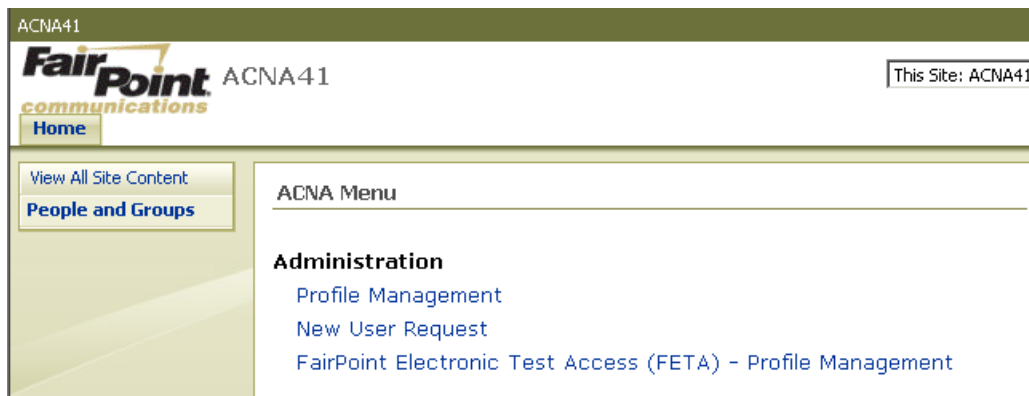 ACNA41
FairPoint. ACNA41
communications
This Site: ACNA41
Home
View All Site Content
People and Groups
ACNA Menu
Administration
Profile Management
New User Request
FairPoint Electronic Test Access (FETA) - Profile Management